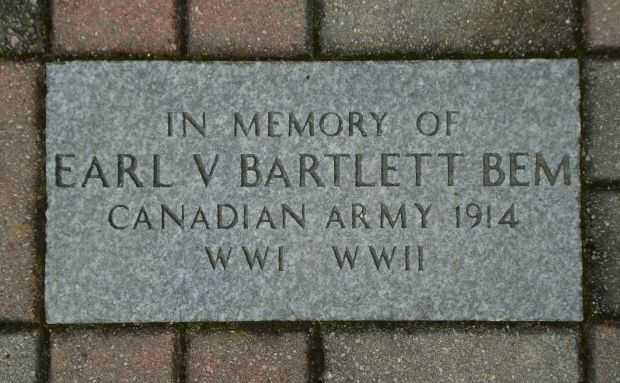 IN MEMORY OF
EARL V BARTLETT BEM
CANADIAN ARMY 1914
WWI WWII